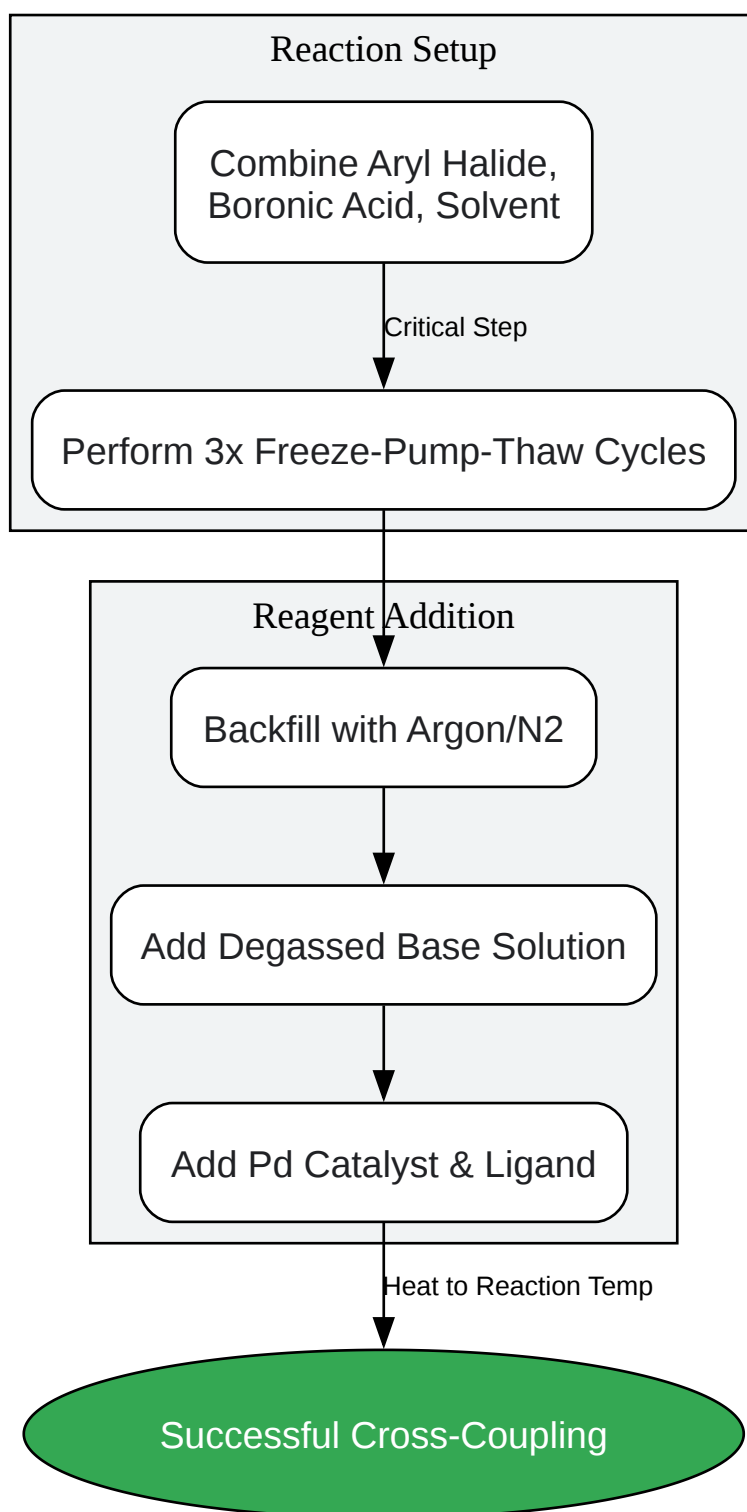 Reaction Setup
Combine Aryl Halide,
Boronic Acid, Solvent
Critical Step
Perform 3x Freeze-Pump-Thaw Cycles
Reagent Addition
Backfill with Argon/N2
Add Degassed Base Solution
Add Pd Catalyst & Ligand
Heat to Reaction Temp
Successful Cross-Coupling